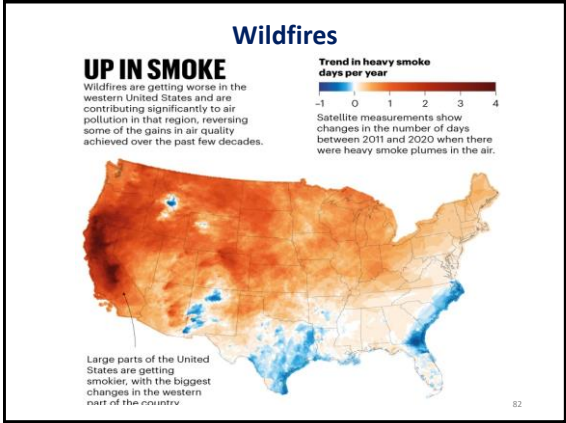 Wildfires
UP IN SMOKE
Wildfires are getting worse in the
western United States and are
contributing significantly to air
pollution in that region, reversing
some of the gains in air quality
achieved over the past few decades.
Trend in heavy smoke
days per year
-1 0 1 2 3 4
Satellite measurements show
changes in the number of days
between 2011 and 2020 when there
were heavy smoke plumes in the air.
Large parts of the United
States are getting
smokier, with the biggest
changes in the western
part of the country
82